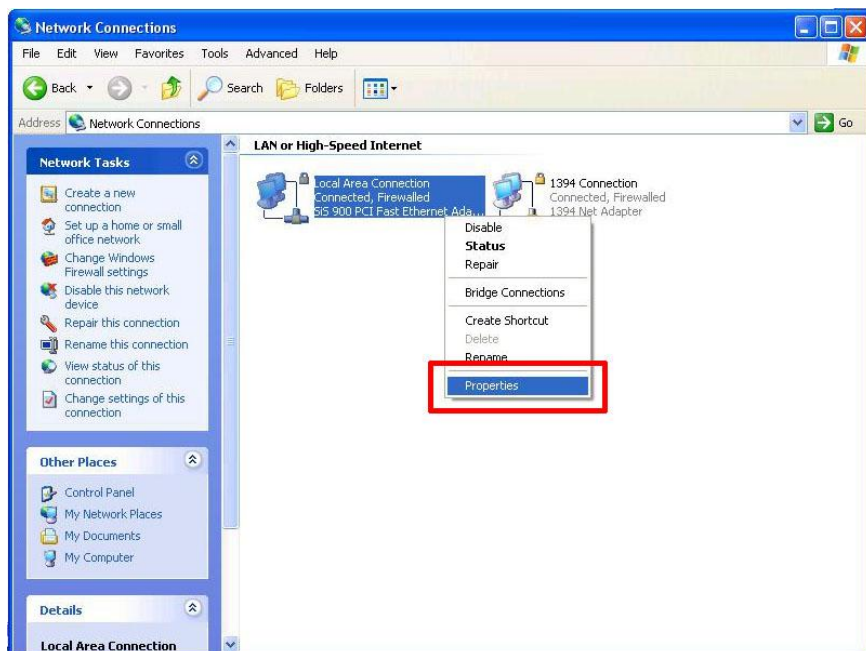 Network Connections
File Edit View Favorites Tools Advanced Help
Back Search Folders
Address Network Connections Go
Network Tasks
Create a new
connection
Set up a home or small
office network
Change Windows
Firewall settings
Disable this network
device
Repair this connection
Rename this connection
View status of this
connection
Change settings of this
connection
Other Places
Control Panel
My Network Places
My Documents
My Computer
Details
Local Area Connection
LAN or High-Speed Internet
Local Area Connection
Connected, Firewalled
SiS 900 PCI Fast Ethernet Ada...
1394 Connection
Connected, Firewalled
1394 Net Adapter
Disable
Status
Repair
Bridge Connections
Create Shortcut
Delete
Rename
Properties